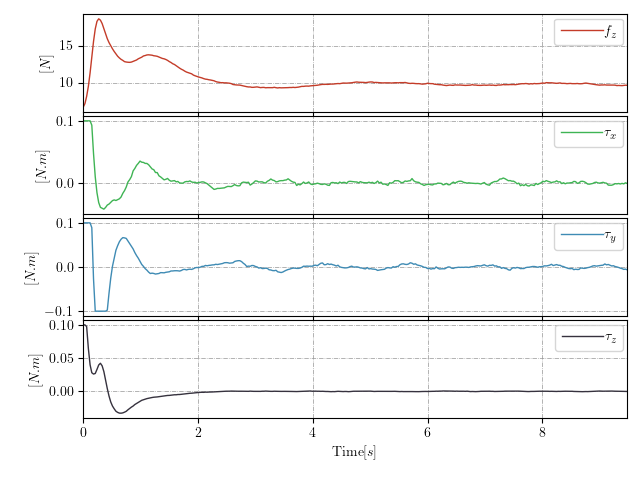 15
10
[N]
f_z
0.1
0.0
[N.m]
τ_x
0.1
0.0
−0.1
[N.m]
τ_y
0.10
0.05
0.00
[N.m]
τ_z
0 2 4 6 8
Time[s]